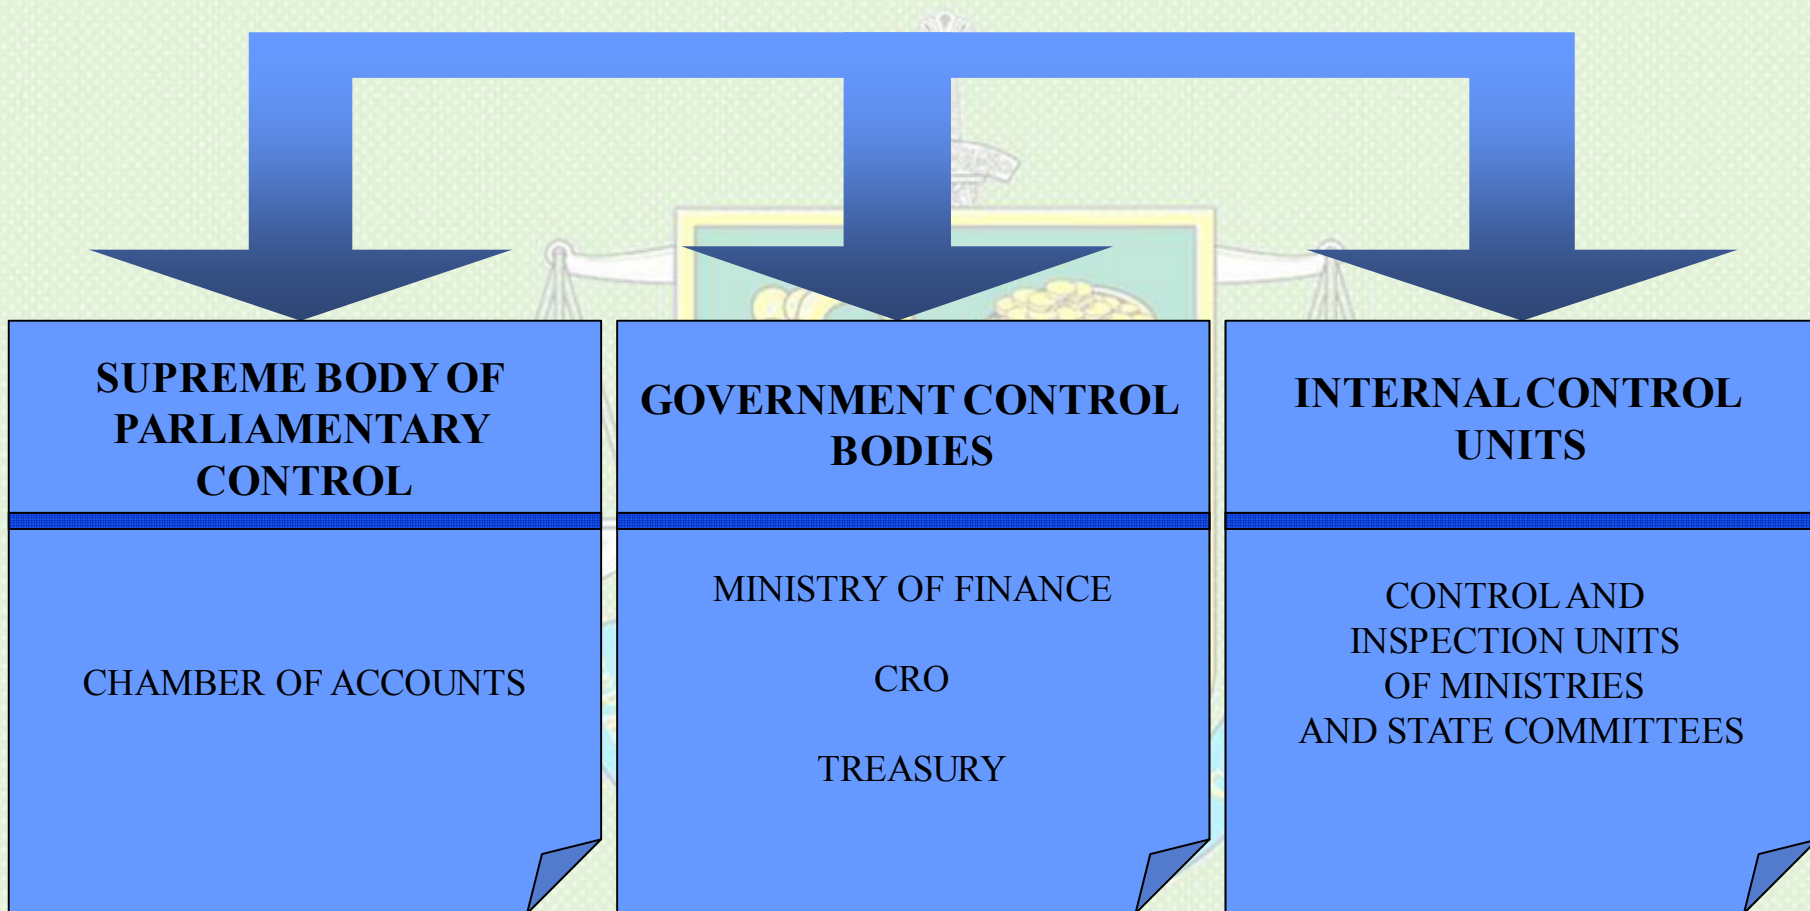 SUPREME BODY OF
PARLIAMENTARY
CONTROL
CHAMBER OF ACCOUNTS
GOVERNMENT CONTROL
BODIES
MINISTRY OF FINANCE
CRO
TREASURY
INTERNAL CONTROL
UNITS
CONTROL AND
INSPECTION UNITS
OF MINISTRIES
AND STATE COMMITTEES